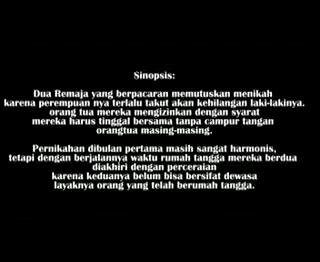 Sinopsis:
Dua Remaja yang berpacaran memutuskan menikah
karena perempuan nya terlalu takut akan kehilangan laki-lakinya.
orang tua mereka mengizinkan dengan syarat
mereka harus tinggal bersama tanpa campur tangan
orangtua masing-masing.
Pernikahan dibulan pertama masih sangat harmonis,
tetapi dengan berjalannya waktu rumah tangga mereka berdua
diakhiri dengan perceraian
karena keduanya belum bisa bersifat dewasa
layaknya orang yang telah berumah tangga.